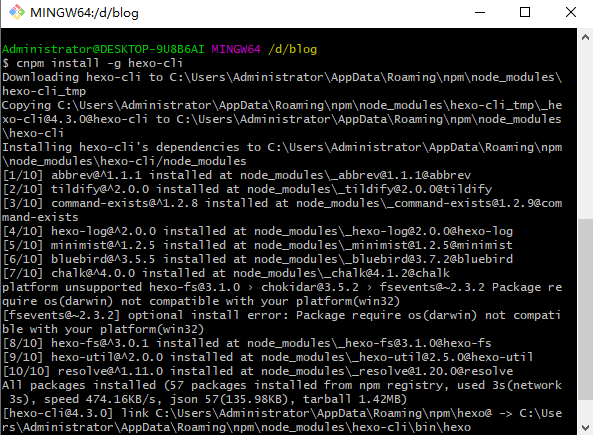 MINGW64:/d/blog
Administrator@DESKTOP-9U8B6AI MINGW64 /d/blog
$ cnpm install -g hexo-cli
Downloading hexo-cli to C:\Users\Administrator\AppData\Roaming\npm\node_modules\
hexo-cli_tmp
Copying C:\Users\Administrator\AppData\Roaming\npm\node_modules\hexo-cli_tmp\_he
xo-cli@4.3.0@hexo-cli to C:\Users\Administrator\AppData\Roaming\npm\node_modules
\hexo-cli
Installing hexo-cli's dependencies to C:\Users\Administrator\AppData\Roaming\npm
\node_modules\hexo-cli/node_modules
[1/10] abbrev@^1.1.1 installed at node_modules\_abbrev@1.1.1@abbrev
[2/10] tildify@^2.0.0 installed at node_modules\_tildify@2.0.0@tildify
[3/10] command-exists@^1.2.8 installed at node_modules\_command-exists@1.2.9@com
mand-exists
[4/10] hexo-log@^2.0.0 installed at node_modules\_hexo-log@2.0.0@hexo-log
[5/10] minimist@^1.2.5 installed at node_modules\_minimist@1.2.5@minimist
[6/10] bluebird@^3.5.5 installed at node_modules\_bluebird@3.7.2@bluebird
[7/10] chalk@^4.0.0 installed at node_modules\_chalk@4.1.2@chalk
platform unsupported hexo-fs@3.1.0 › chokidar@3.5.2 › fsevents@~2.3.2 Package re
quire os(darwin) not compatible with your platform(win32)
[fsevents@~2.3.2] optional install error: Package require os(darwin) not compati
ble with your platform(win32)
[8/10] hexo-fs@^3.0.1 installed at node_modules\_hexo-fs@3.1.0@hexo-fs
[9/10] hexo-util@^2.0.0 installed at node_modules\_hexo-util@2.5.0@hexo-util
[10/10] resolve@^1.11.0 installed at node_modules\_resolve@1.20.0@resolve
All packages installed (57 packages installed from npm registry, used 3s(network
 3s), speed 474.16KB/s, json 57(135.98KB), tarball 1.42MB)
[hexo-cli@4.3.0] link C:\Users\Administrator\AppData\Roaming\npm\hexo@ -> C:\Use
rs\Administrator\AppData\Roaming\npm\node_modules\hexo-cli\bin\hexo